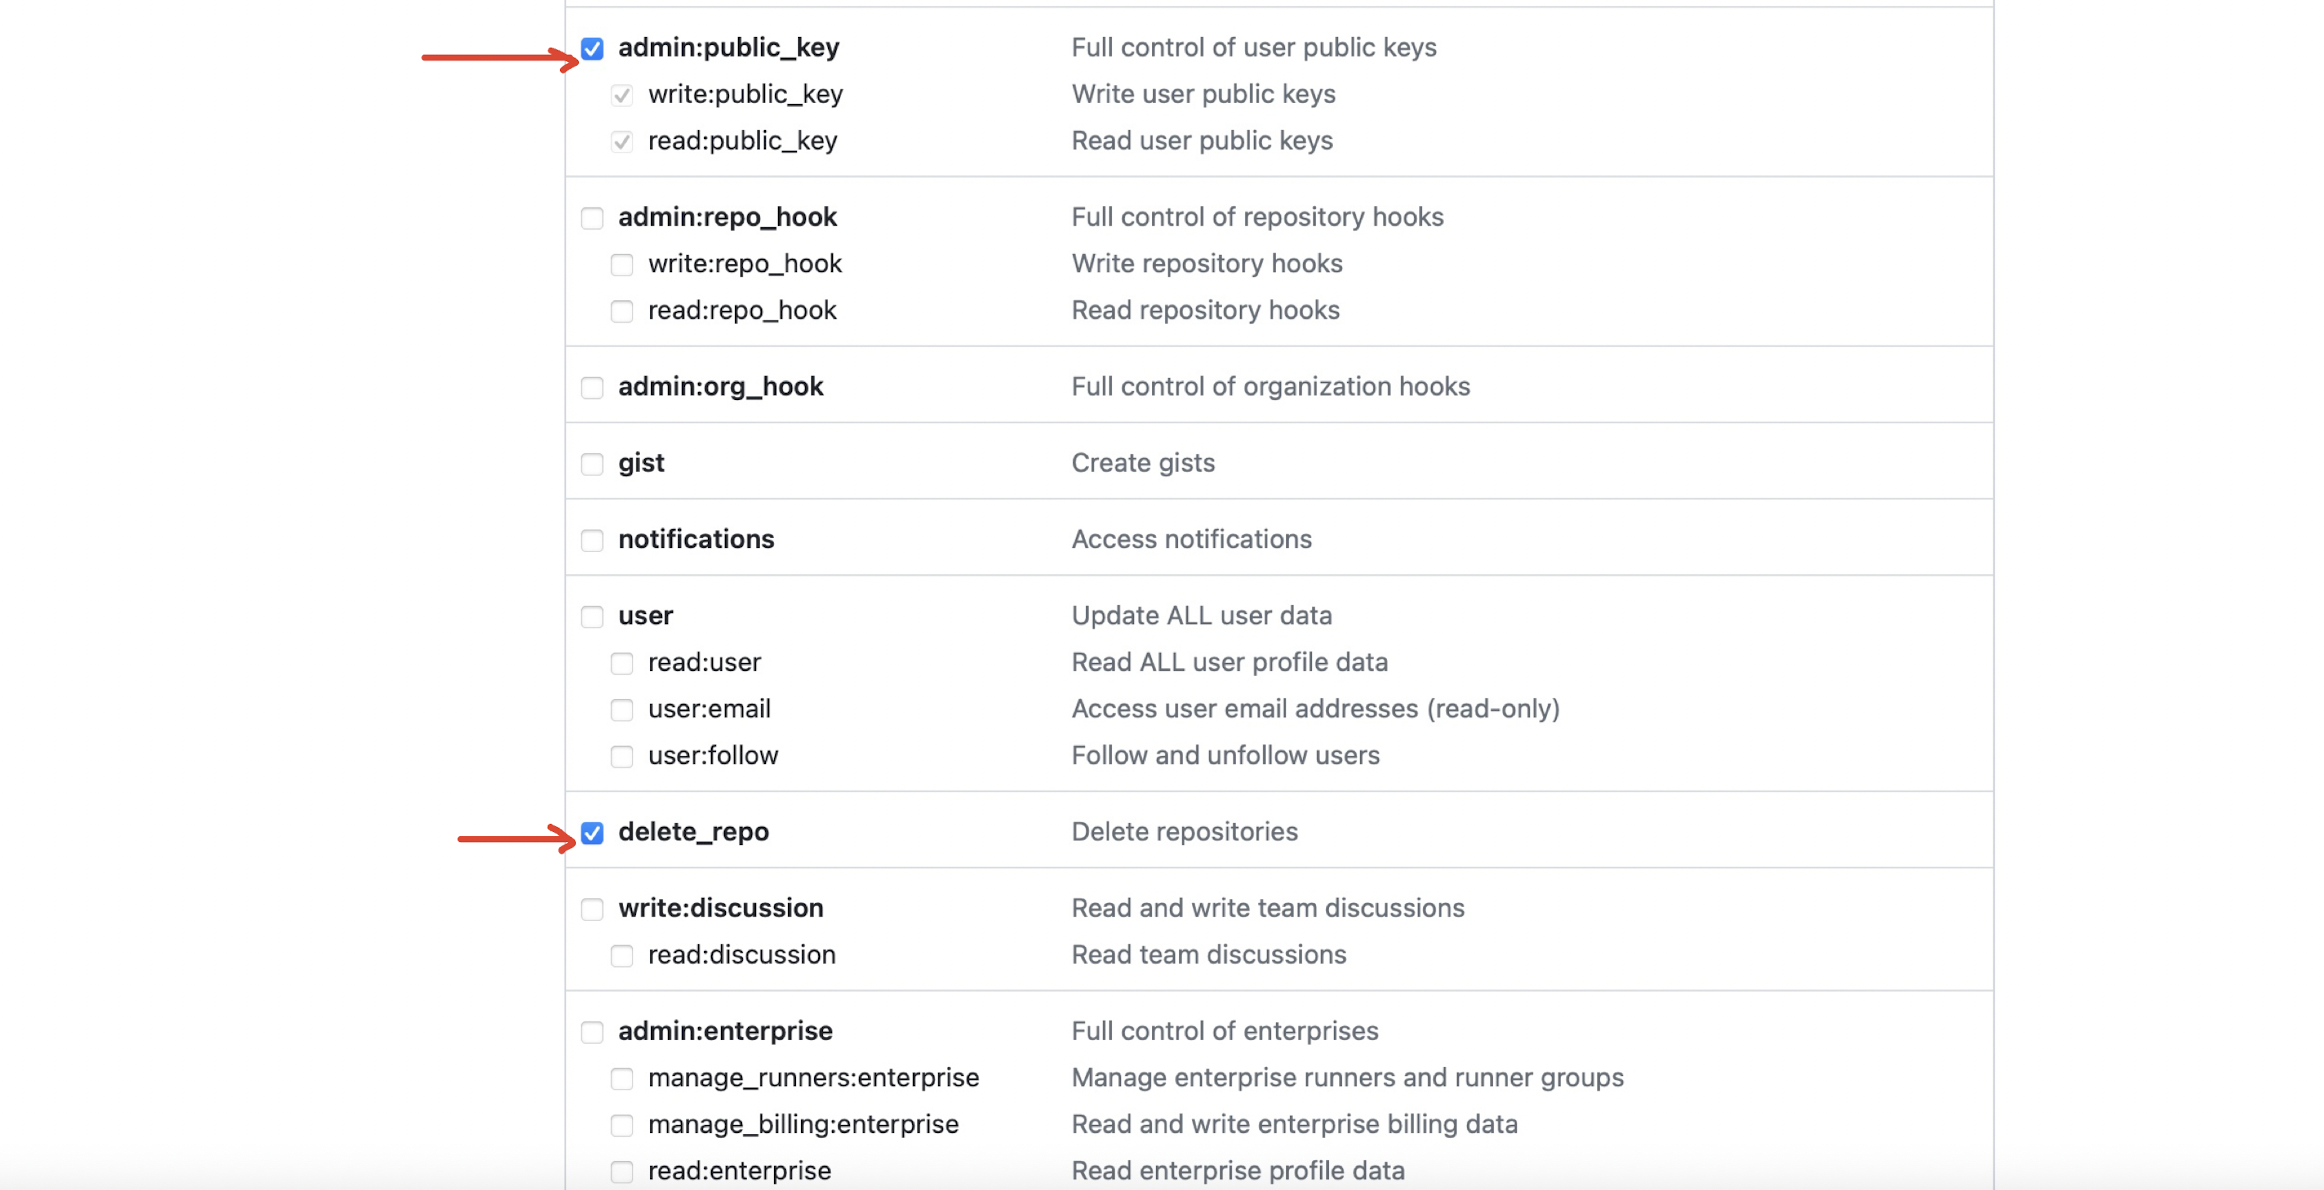 admin:public_key Full control of user public keys
write:public_key Write user public keys
read:public_key Read user public keys
admin:repo_hook Full control of repository hooks
write:repo_hook Write repository hooks
read:repo_hook Read repository hooks
admin:org_hook Full control of organization hooks
gist Create gists
notifications Access notifications
user Update ALL user data
read:user Read ALL user profile data
user:email Access user email addresses (read-only)
user:follow Follow and unfollow users
delete_repo Delete repositories
write:discussion Read and write team discussions
read:discussion Read team discussions
admin:enterprise Full control of enterprises
manage_runners:enterprise Manage enterprise runners and runner groups
manage_billing:enterprise Read and write enterprise billing data
read:enterprise Read enterprise profile data